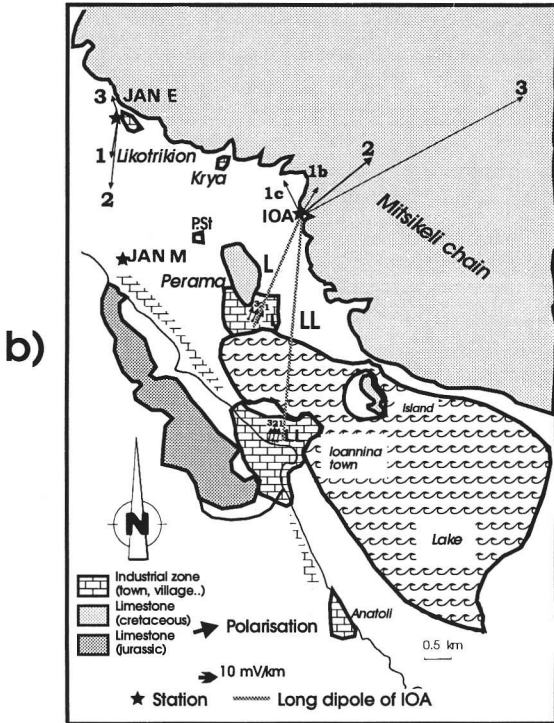 b)
3
3 JAN E
1
Likotrikion
2
Krya
2
1b
1c
IOA
Mitsikeli chain
P.St
JAN M
L
Perama
LL
Island
Ioannina
town
Lake
N
Anatoli
Industrial zone
(town, village..)
Limestone
(cretaceous)
Limestone
(jurassic)
Polarisation
0.5 km
10 mV/km
Station
Long dipole of IOA